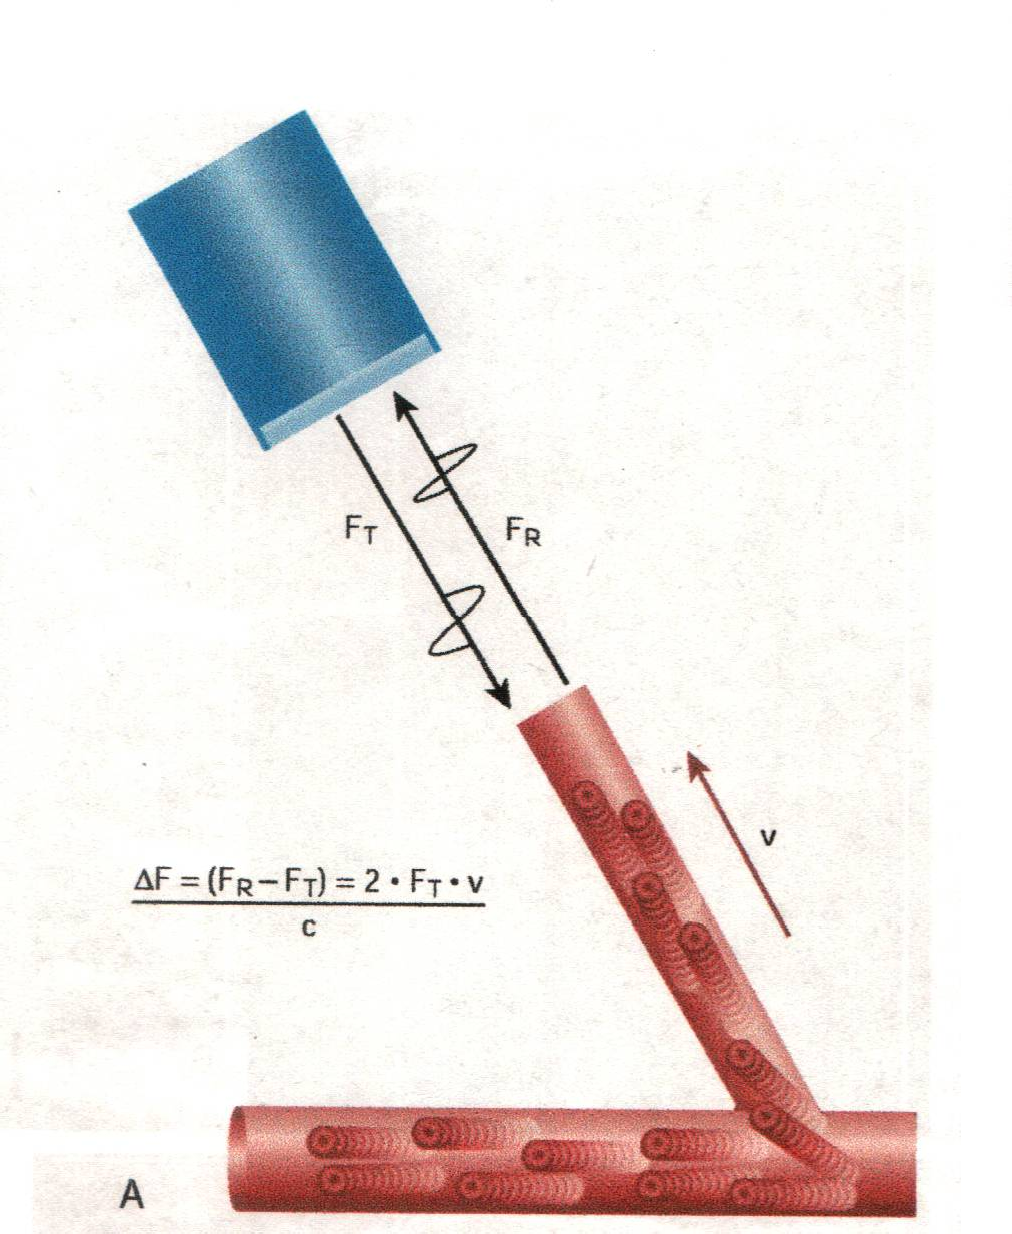 FT
FR
v
ΔF = (FR – FT) = 2 • FT • v
c
A